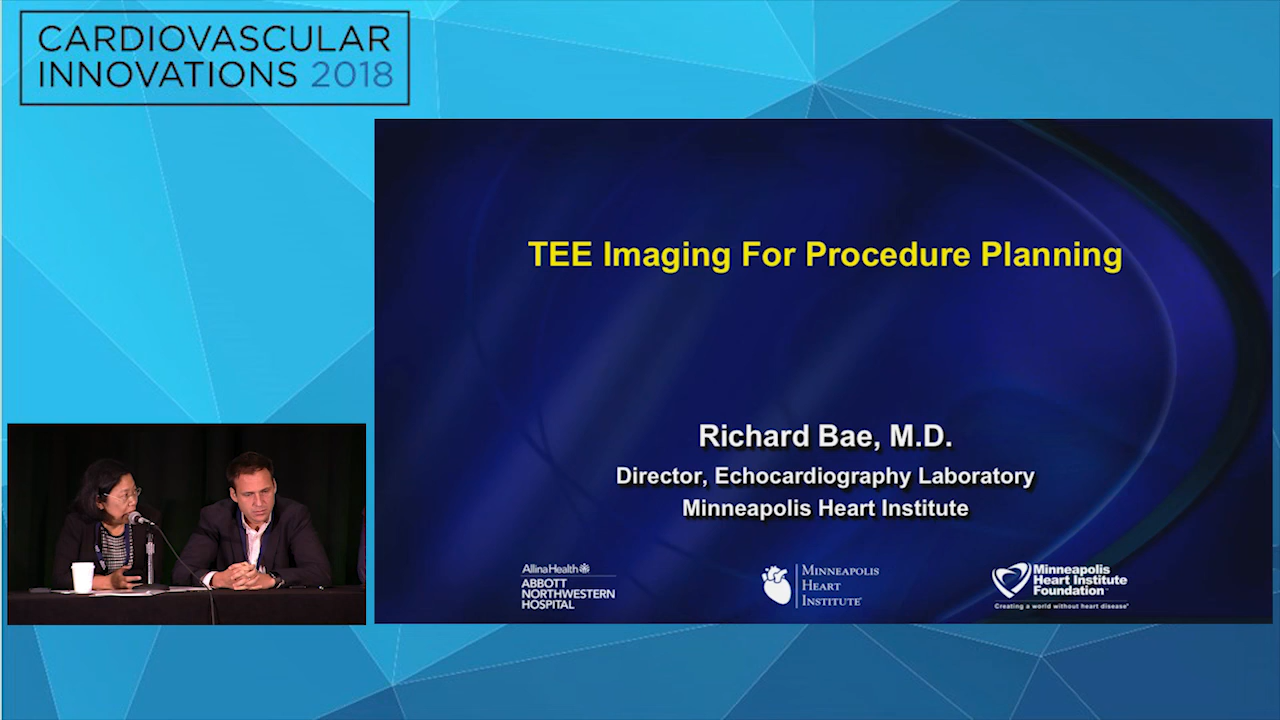 CARDIOVASCULAR
INNOVATIONS 2018
TEE Imaging For Procedure Planning
Richard Bae, M.D.
Director, Echocardiography Laboratory
Minneapolis Heart Institute
AllinaHealth
ABBOTT
NORTHWESTERN
HOSPITAL
MINNEAPOLIS
HEART
INSTITUTE
Minneapolis
Heart Institute
Foundation
Creating a world without heart disease